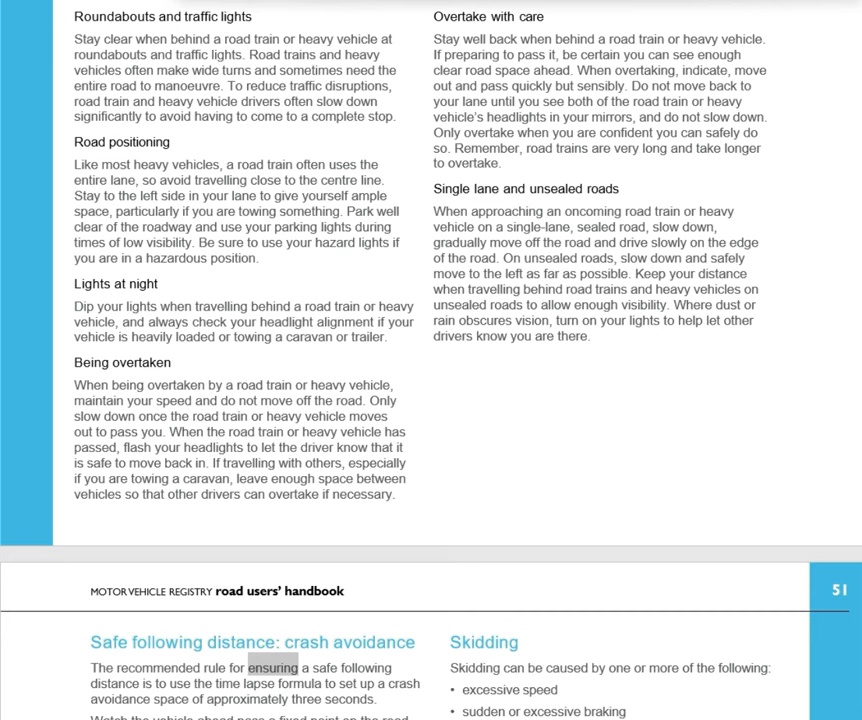 Roundabouts and traffic lights
Stay clear when behind a road train or heavy vehicle at
roundabouts and traffic lights. Road trains and heavy
vehicles often make wide turns and sometimes need the
entire road to manoeuvre. To reduce traffic disruptions,
road train and heavy vehicle drivers often slow down
significantly to avoid having to come to a complete stop.
Road positioning
Like most heavy vehicles, a road train often uses the
entire lane, so avoid travelling close to the centre line.
Stay to the left side in your lane to give yourself ample
space, particularly if you are towing something. Park well
clear of the roadway and use your parking lights during
times of low visibility. Be sure to use your hazard lights if
you are in a hazardous position.
Lights at night
Dip your lights when travelling behind a road train or heavy
vehicle, and always check your headlight alignment if your
vehicle is heavily loaded or towing a caravan or trailer.
Being overtaken
When being overtaken by a road train or heavy vehicle,
maintain your speed and do not move off the road. Only
slow down once the road train or heavy vehicle moves
out to pass you. When the road train or heavy vehicle has
passed, flash your headlights to let the driver know that it
is safe to move back in. If travelling with others, especially
if you are towing a caravan, leave enough space between
vehicles so that other drivers can overtake if necessary.
Overtake with care
Stay well back when behind a road train or heavy vehicle.
If preparing to pass it, be certain you can see enough
clear road space ahead. When overtaking, indicate, move
out and pass quickly but sensibly. Do not move back to
your lane until you see both of the road train or heavy
vehicle's headlights in your mirrors, and do not slow down.
Only overtake when you are confident you can safely do
so. Remember, road trains are very long and take longer
to overtake.
Single lane and unsealed roads
When approaching an oncoming road train or heavy
vehicle on a single-lane, sealed road, slow down,
gradually move off the road and drive slowly on the edge
of the road. On unsealed roads, slow down and safely
move to the left as far as possible. Keep your distance
when travelling behind road trains and heavy vehicles on
unsealed roads to allow enough visibility. Where dust or
rain obscures vision, turn on your lights to help let other
drivers know you are there.
MOTOR VEHICLE REGISTRY road users' handbook
51
Safe following distance: crash avoidance
The recommended rule for ensuring a safe following
distance is to use the time lapse formula to set up a crash
avoidance space of approximately three seconds.
Watch the vehicle ahead pass a fixed point on the road
Skidding
Skidding can be caused by one or more of the following:
• excessive speed
• sudden or excessive braking